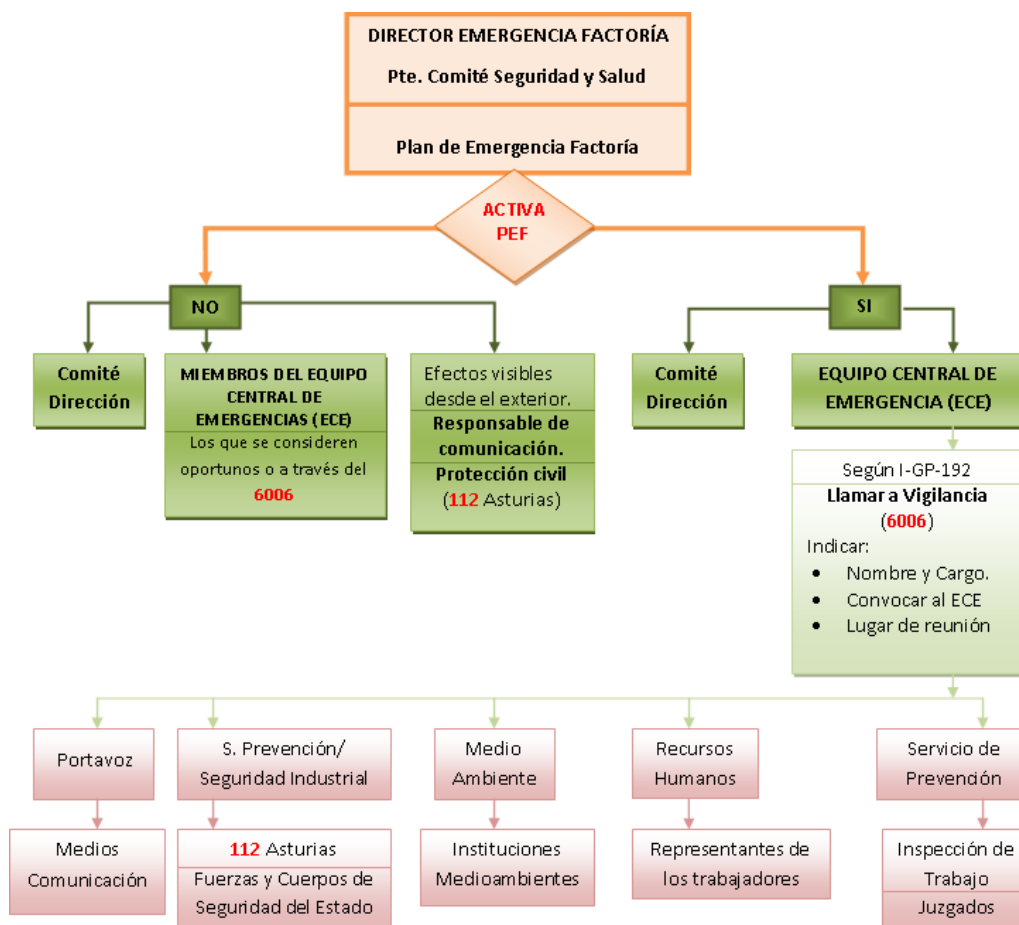 DIRECTOR EMERGENCIA FACTORÍA
Pte. Comité Seguridad y Salud
Plan de Emergencia Factoría
ACTIVA
PEF
NO
SI
Comité
Dirección
MIEMBROS DEL EQUIPO
CENTRAL DE
EMERGENCIAS (ECE)
Los que se consideren
oportunos o a través del
6006
Efectos visibles
desde el exterior.
Responsable de
comunicación.
Protección civil
(112 Asturias)
Comité
Dirección
EQUIPO CENTRAL DE
EMERGENCIA (ECE)
Según I-GP-192
Llamar a Vigilancia
(6006)
Indicar:
• Nombre y Cargo.
• Convocar al ECE
• Lugar de reunión
Portavoz
S. Prevención/
Seguridad Industrial
Medio
Ambiente
Recursos
Humanos
Servicio de
Prevención
Medios
Comunicación
112 Asturias
Fuerzas y Cuerpos de
Seguridad del Estado
Instituciones
Medioambientes
Representantes de
los trabajadores
Inspección de
Trabajo
Juzgados